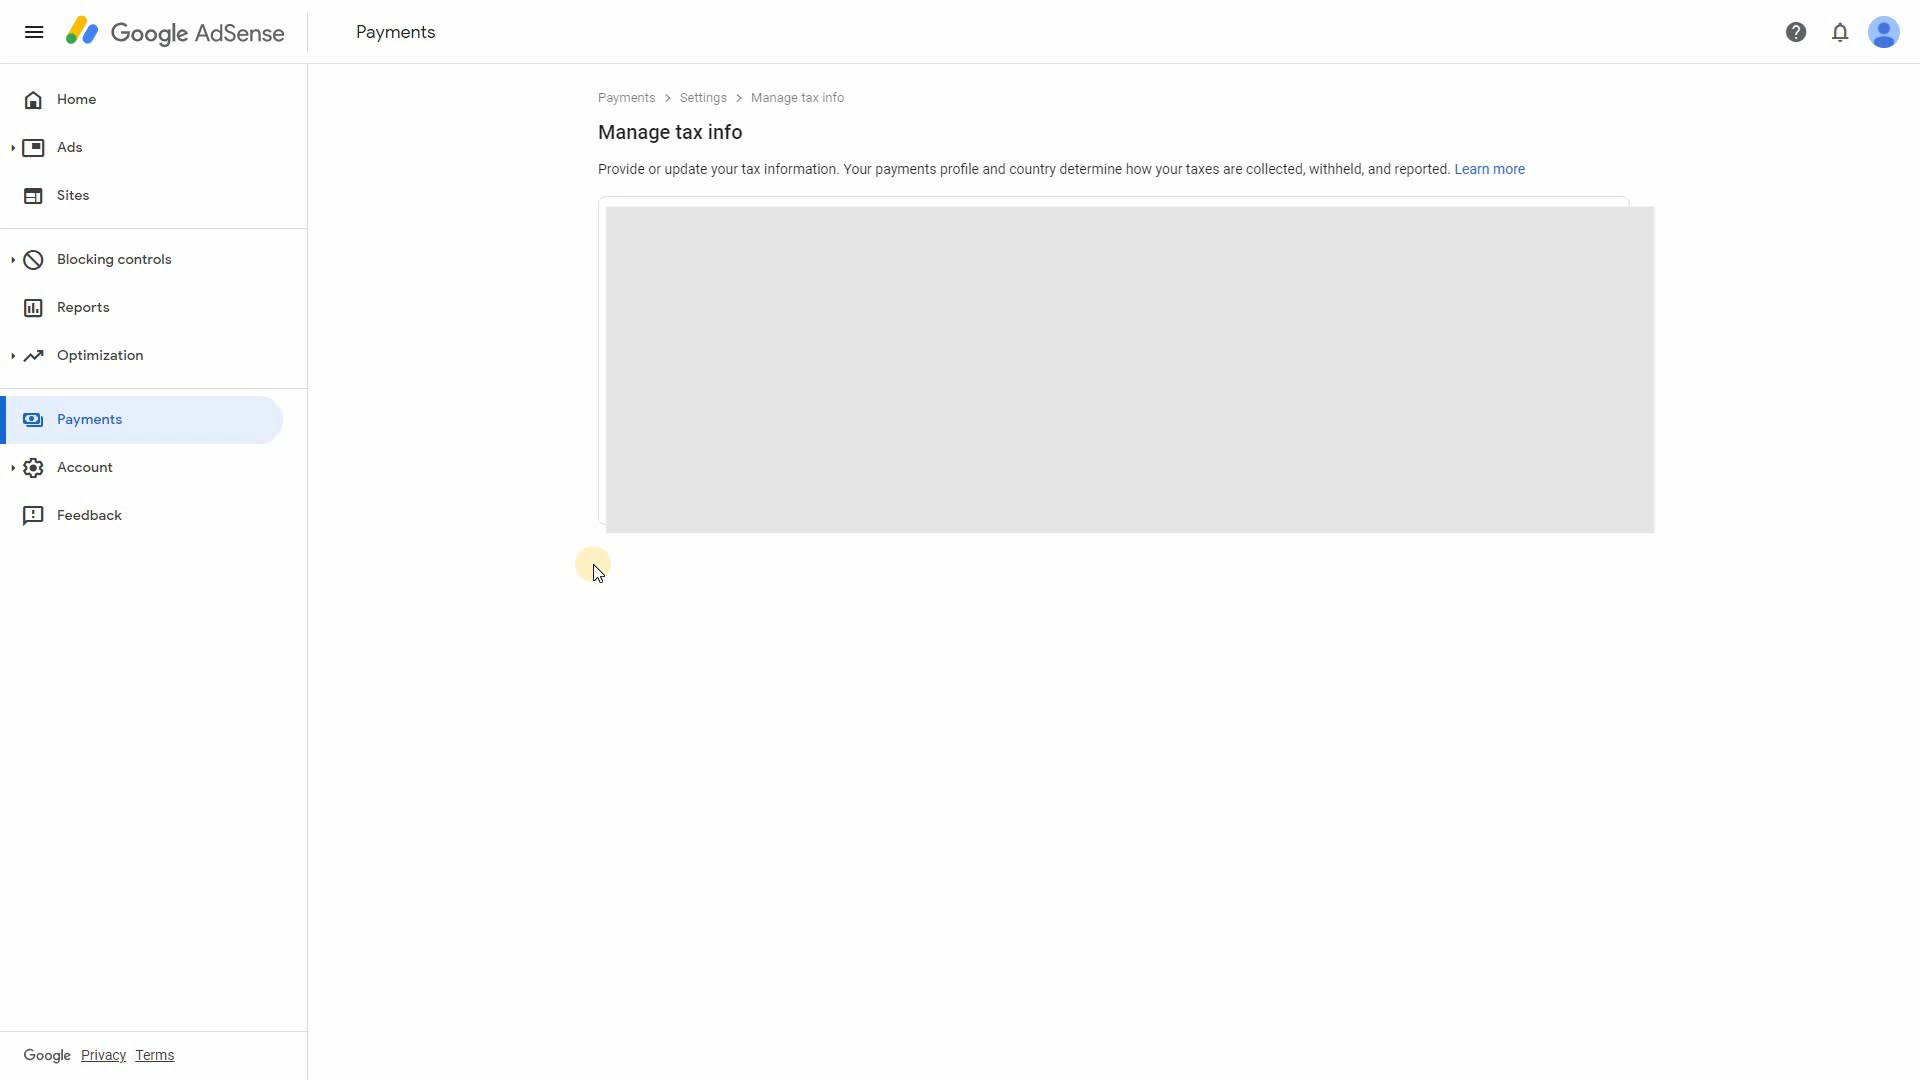 Google AdSense
Payments
Home
Ads
Sites
Blocking controls
Reports
Optimization
Payments
Account
Feedback
Payments > Settings > Manage tax info
Manage tax info
Provide or update your tax information. Your payments profile and country determine how your taxes are collected, withheld, and reported. Learn more
Google Privacy Terms